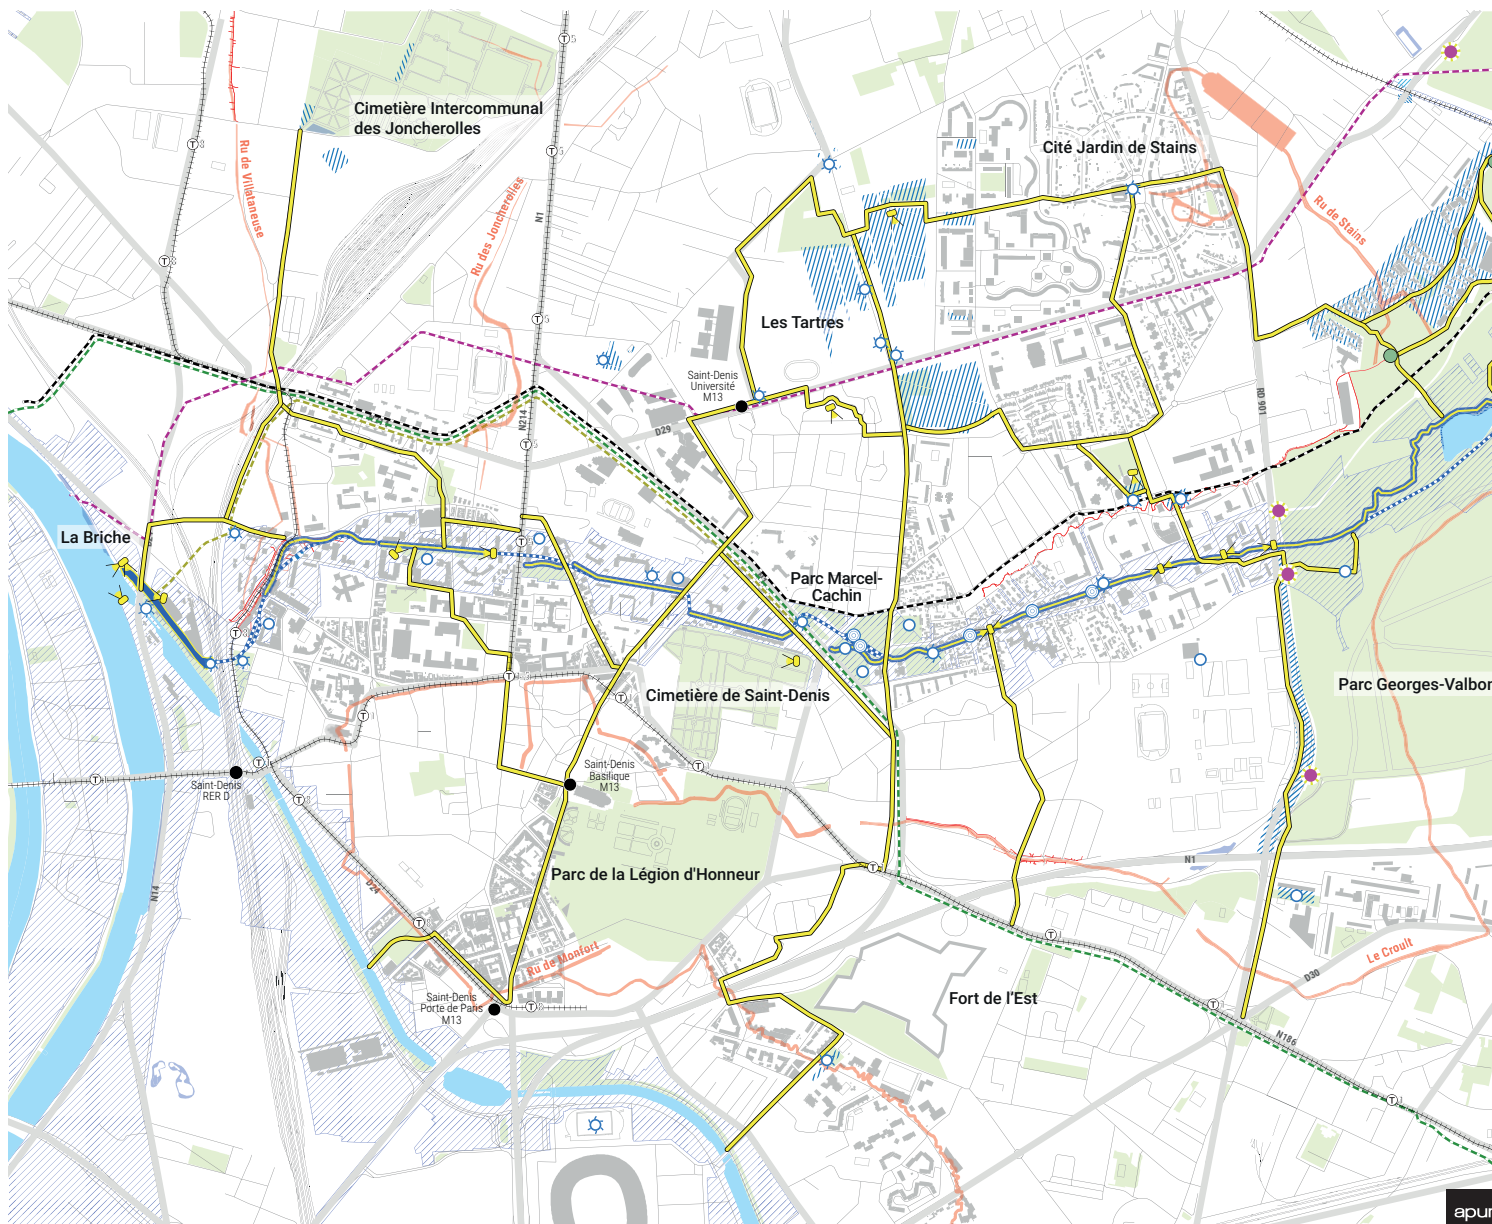 Cimetière Intercommunal
des Joncherolles
Cité Jardin de Stains
Ru de Villataneuse
Ru des Joncherolles
N1
Ru de Stains
Les Tartres
Saint-Denis
Université
M13
D29
N214
RD 901
La Briche
Parc Marcel-
Cachin
Cimetière de Saint-Denis
Parc Georges-Valbon
Saint-Denis
RER D
Saint-Denis
Basilique
M13
Parc de la Légion d'Honneur
N1
N14
D24
Ru de Monfort
Le Croult
D30
Saint-Denis
Porte de Paris
M13
Fort de l'Est
N186
apur